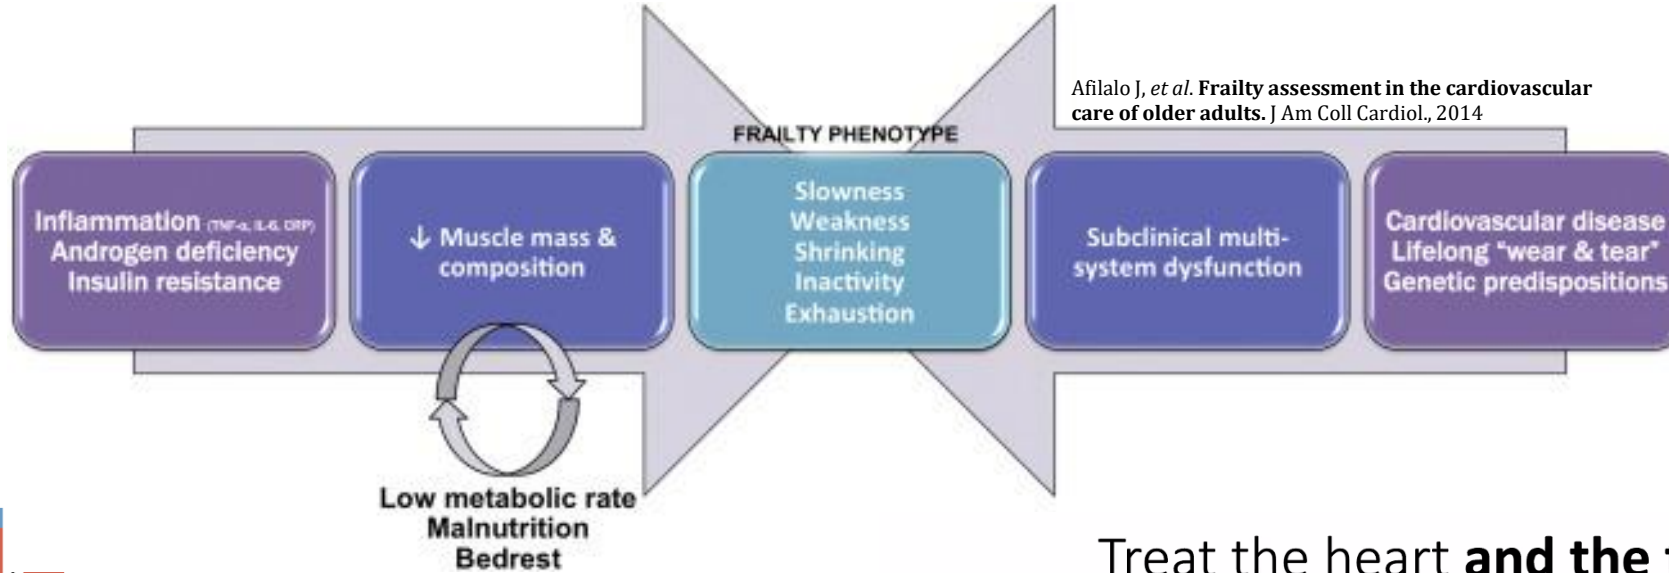 Afilalo J, et al. Frailty assessment in the cardiovascular
care of older adults. J Am Coll Cardiol., 2014
FRAILTY PHENOTYPE
Inflammation (TNF-α, IL-6, CRP)
Androgen deficiency
Insulin resistance
↓ Muscle mass &
composition
Slowness
Weakness
Shrinking
Inactivity
Exhaustion
Subclinical multi-
system dysfunction
Cardiovascular disease
Lifelong "wear & tear"
Genetic predispositions
Low metabolic rate
Malnutrition
Bedrest
Treat the heart and the